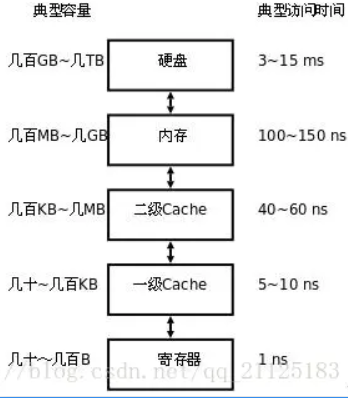 典型容量 典型访问时间
几百GB~几TB 硬盘 3~15 ms
几百MB~几GB 内存 100~150 ns
几百KB~几MB 二级Cache 40~60 ns
几十~几百KB 一级Cache 5~10 ns
几十~几百B 寄存器 1 ns
//blog.csdn.net/qq_21125183